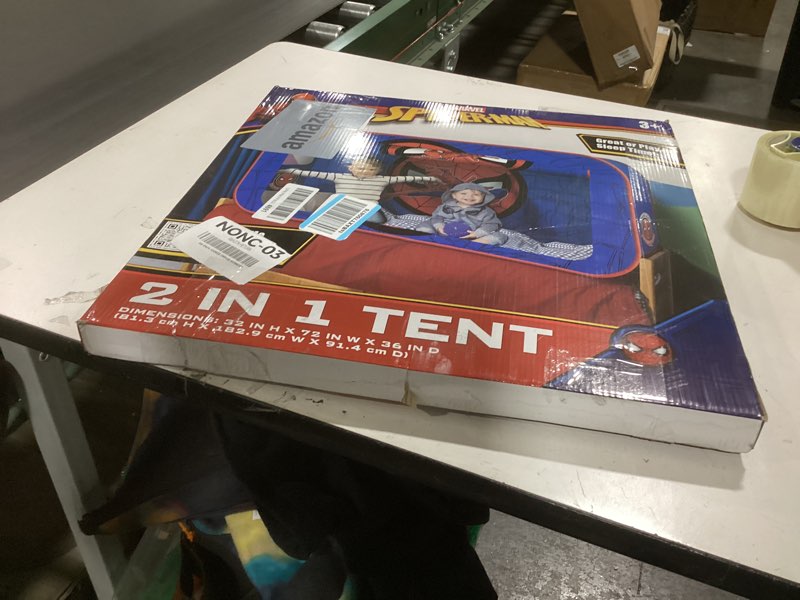 MARVEL
SPIDER-MAN
3+
amazon
Great for Play
Sleep Time
NONC-03
2 IN 1 TENT
DIMENSIONS: 32 IN H X 72 IN W X 36 IN D
(81.3 cm H X 182.9 cm W X 91.4 cm D)